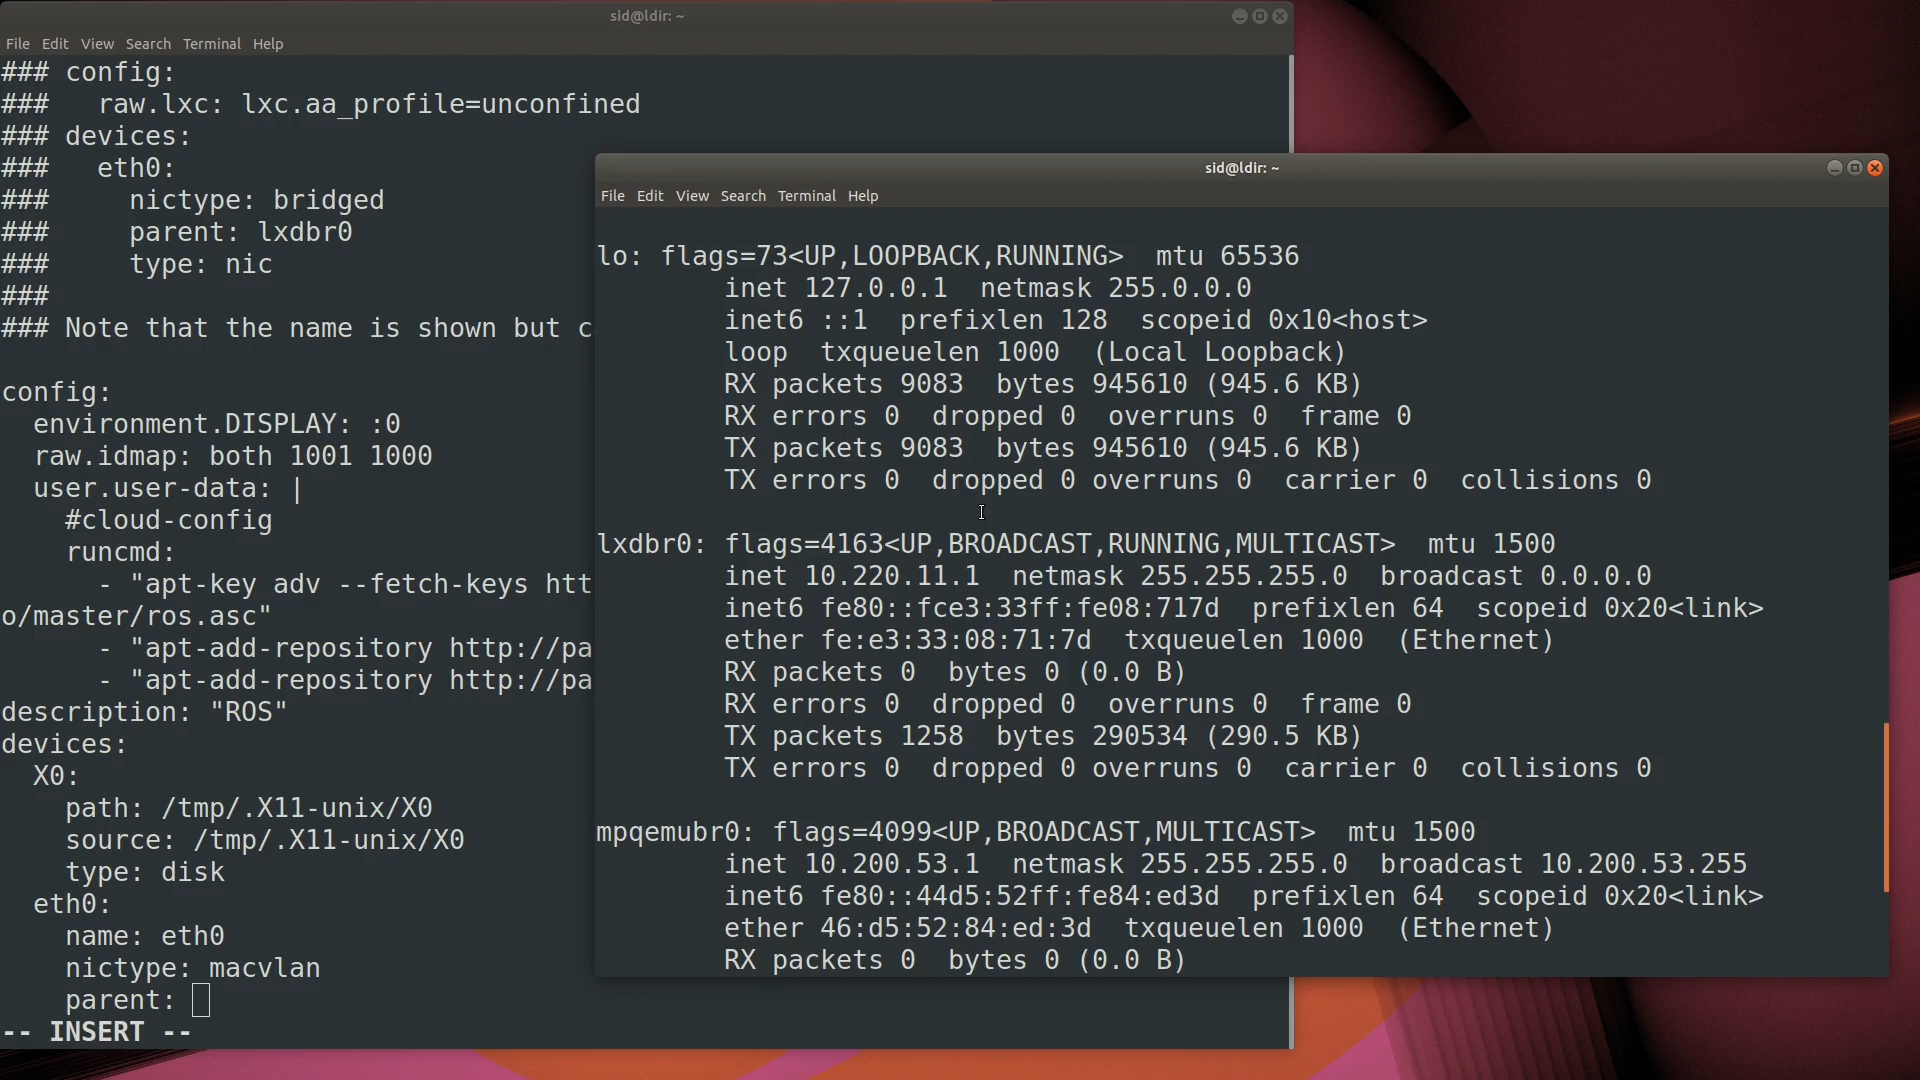 sid@ldir: ~
File Edit View Search Terminal Help
### config:
###   raw.lxc: lxc.aa_profile=unconfined
### devices:
###   eth0:
###     nictype: bridged
###     parent: lxdbr0
###     type: nic
###
### Note that the name is shown but c

config:
  environment.DISPLAY: :0
  raw.idmap: both 1001 1000
  user.user-data: |
    #cloud-config
    runcmd:
      - "apt-key adv --fetch-keys htt
o/master/ros.asc"
      - "apt-add-repository http://pa
      - "apt-add-repository http://pa
description: "ROS"
devices:
  X0:
    path: /tmp/.X11-unix/X0
    source: /tmp/.X11-unix/X0
    type: disk
  eth0:
    name: eth0
    nictype: macvlan
    parent:
-- INSERT --
sid@ldir: ~
File Edit View Search Terminal Help
lo: flags=73<UP,LOOPBACK,RUNNING>  mtu 65536
        inet 127.0.0.1  netmask 255.0.0.0
        inet6 ::1  prefixlen 128  scopeid 0x10<host>
        loop  txqueuelen 1000  (Local Loopback)
        RX packets 9083  bytes 945610 (945.6 KB)
        RX errors 0  dropped 0  overruns 0  frame 0
        TX packets 9083  bytes 945610 (945.6 KB)
        TX errors 0  dropped 0 overruns 0  carrier 0  collisions 0

lxdbr0: flags=4163<UP,BROADCAST,RUNNING,MULTICAST>  mtu 1500
        inet 10.220.11.1  netmask 255.255.255.0  broadcast 0.0.0.0
        inet6 fe80::fce3:33ff:fe08:717d  prefixlen 64  scopeid 0x20<link>
        ether fe:e3:33:08:71:7d  txqueuelen 1000  (Ethernet)
        RX packets 0  bytes 0 (0.0 B)
        RX errors 0  dropped 0  overruns 0  frame 0
        TX packets 1258  bytes 290534 (290.5 KB)
        TX errors 0  dropped 0 overruns 0  carrier 0  collisions 0

mpqemubr0: flags=4099<UP,BROADCAST,MULTICAST>  mtu 1500
        inet 10.200.53.1  netmask 255.255.255.0  broadcast 10.200.53.255
        inet6 fe80::44d5:52ff:fe84:ed3d  prefixlen 64  scopeid 0x20<link>
        ether 46:d5:52:84:ed:3d  txqueuelen 1000  (Ethernet)
        RX packets 0  bytes 0 (0.0 B)